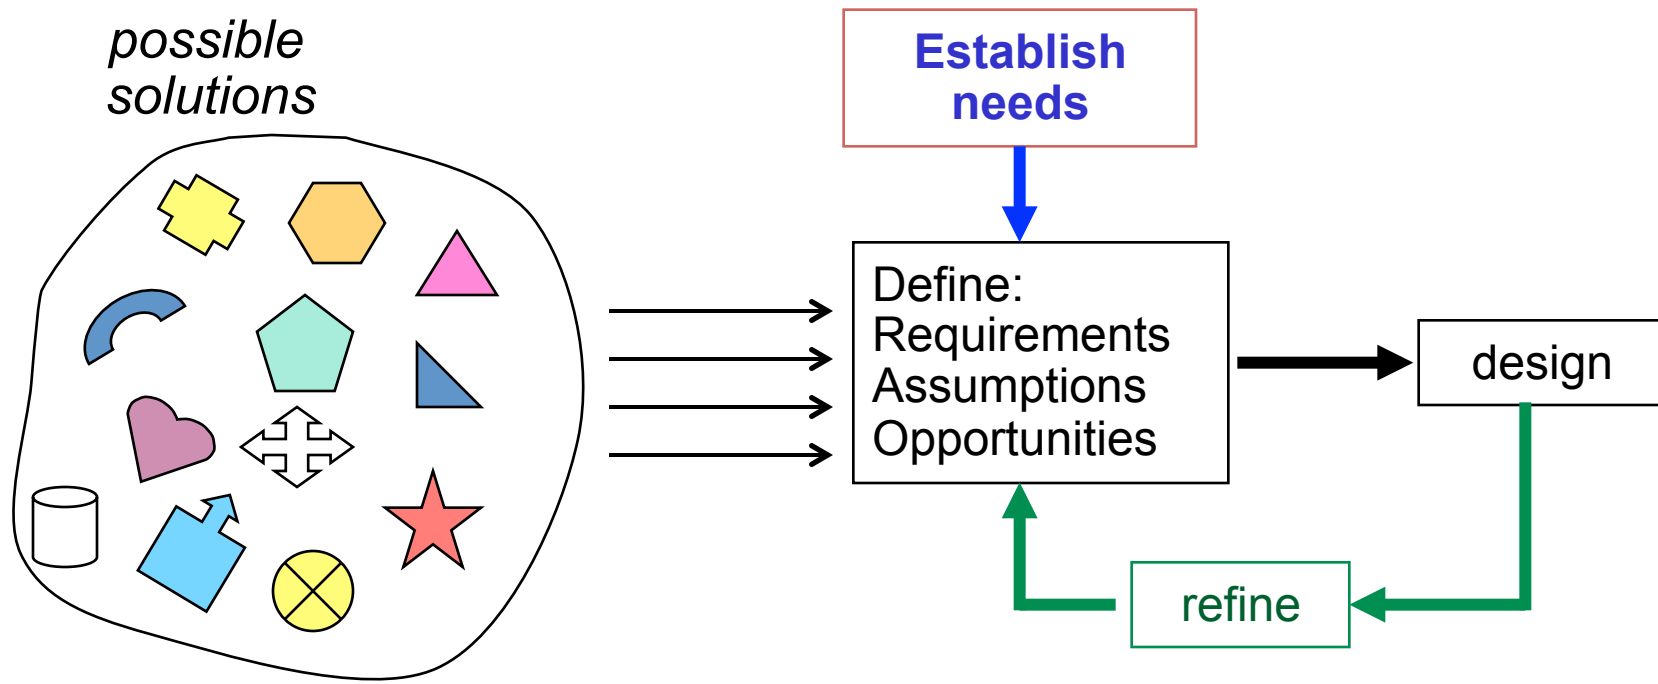 possible
solutions
Establish
needs
Define:
Requirements
Assumptions
Opportunities
design
refine